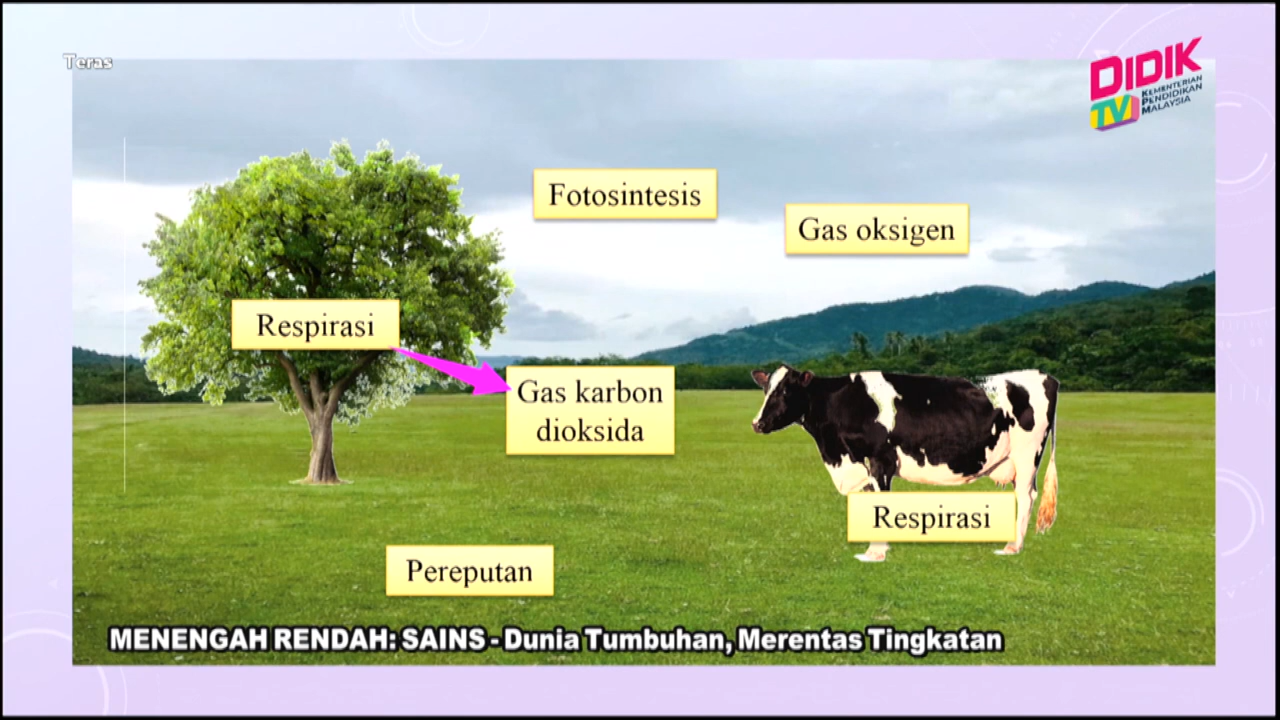 Teras
DIDIK
TV
KEMENTERIAN
PENDIDIKAN
MALAYSIA
Fotosintesis
Gas oksigen
Respirasi
Gas karbon
dioksida
Respirasi
Pereputan
MENENGAH RENDAH: SAINS - Dunia Tumbuhan, Merentas Tingkatan